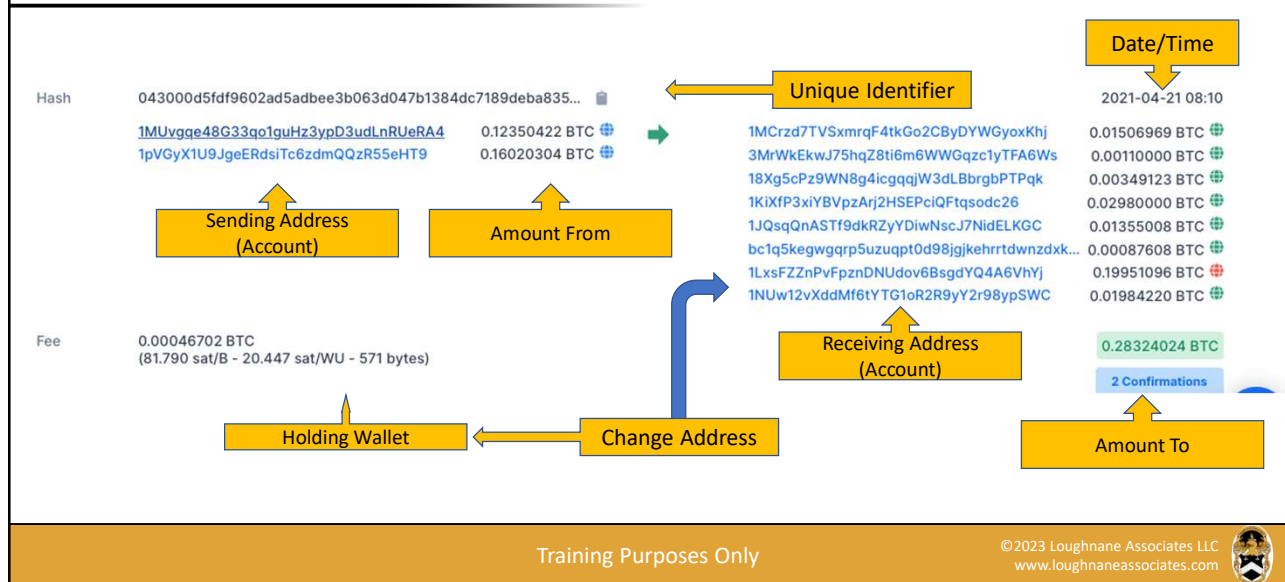 Date/Time
Unique Identifier
Hash 043000d5fdf9602ad5adbee3b063d047b1384dc7189deba835... 2021-04-21 08:10
1MUvgqe48G33qo1guHz3ypD3udLnRUeRA4 0.12350422 BTC
1pVGyX1U9JgeERdsiTc6zdmQQzR55eHT9 0.16020304 BTC
1MCrzd7TVSxmrqF4tkGo2CByDYWGyoxKhj 0.01506969 BTC
3MrWkEkwJ75hqZ8ti6m6WWGqzc1yTFA6Ws 0.00110000 BTC
18Xg5cPz9WN8g4icgqqjW3dLBbrgbPTPqk 0.00349123 BTC
1KiXfP3xiYBVpzArj2HSEPciQFtqsodc26 0.02980000 BTC
1JQsqQnASTf9dkRZyYDiwNscJ7NidELKGC 0.01355008 BTC
bc1q5kegwgqrp5uzuqpt0d98jgjkehrrtdwnzdxk... 0.00087608 BTC
1LxsFZZnPvFpznDNUdov6BsgdYQ4A6VhYj 0.19951096 BTC
1NUw12vXddMf6tYTG1oR2R9yY2r98ypSWC 0.01984220 BTC
Sending Address
(Account)
Amount From
Fee 0.00046702 BTC
(81.790 sat/B - 20.447 sat/WU - 571 bytes)
Receiving Address
(Account)
0.28324024 BTC
2 Confirmations
Holding Wallet
Change Address
Amount To
Training Purposes Only
©2023 Loughnane Associates LLC
www.loughnaneassociates.com